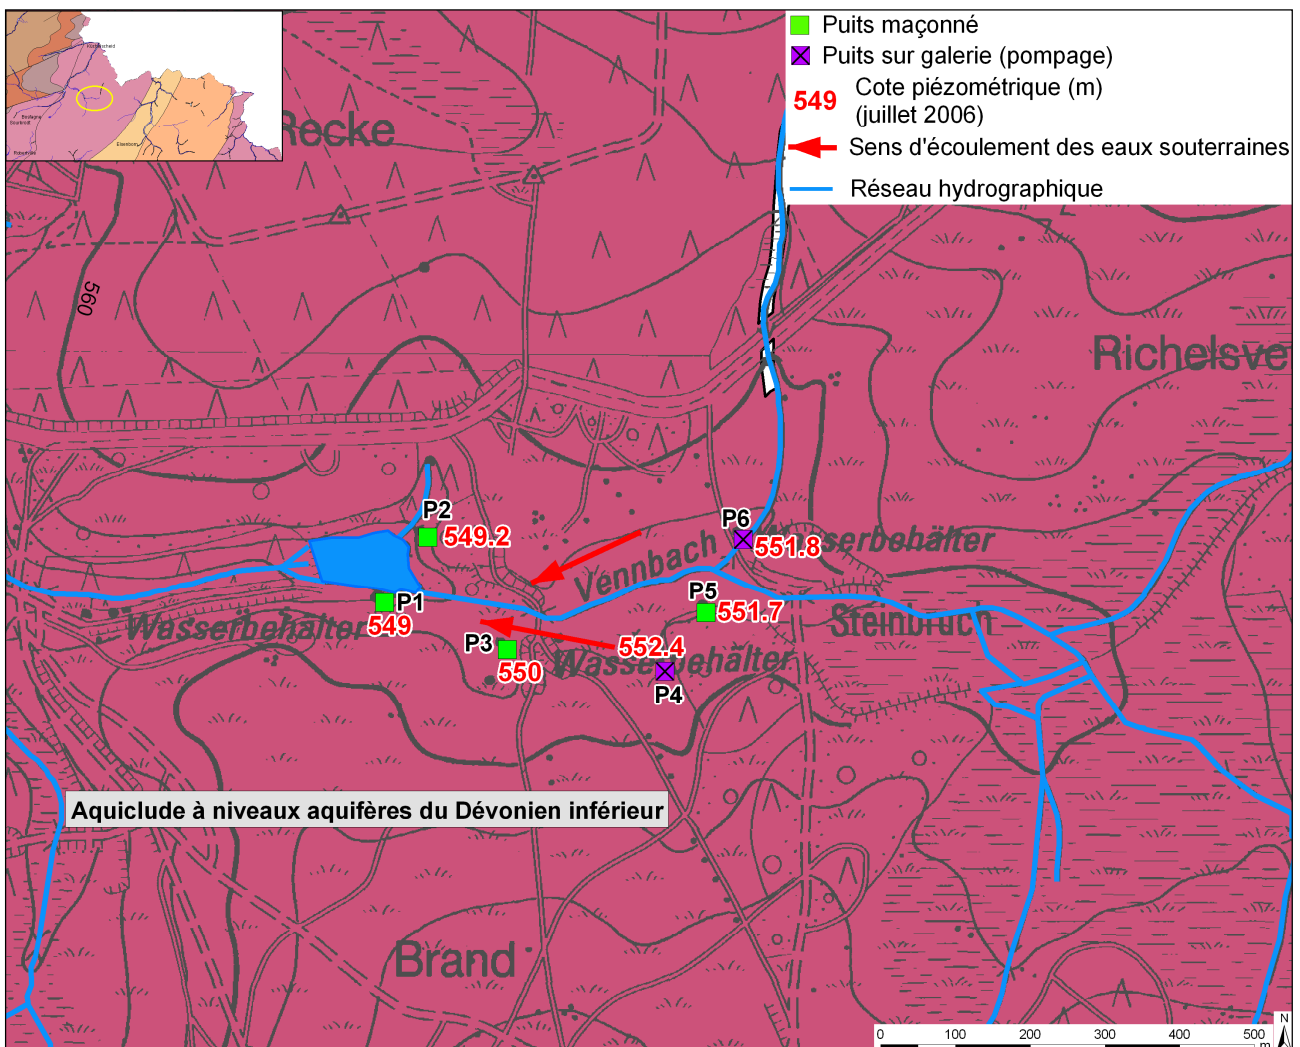 Puits maçonné
Puits sur galerie (pompage)
549
Cote piézométrique (m)
(juillet 2006)
Sens d'écoulement des eaux souterraines
Réseau hydrographique
Recke
560
Richelsve
P2
549.2
P6
551.8
Wasserbehälter
Vennbach
P5
551.7
P1
549
Wasserbehälter
Steinbruch
P3
550
552.4
Wasserbehälter
P4
Aquiclude à niveaux aquifères du Dévonien inférieur
Brand
N
0 100 200 300 400 500
m